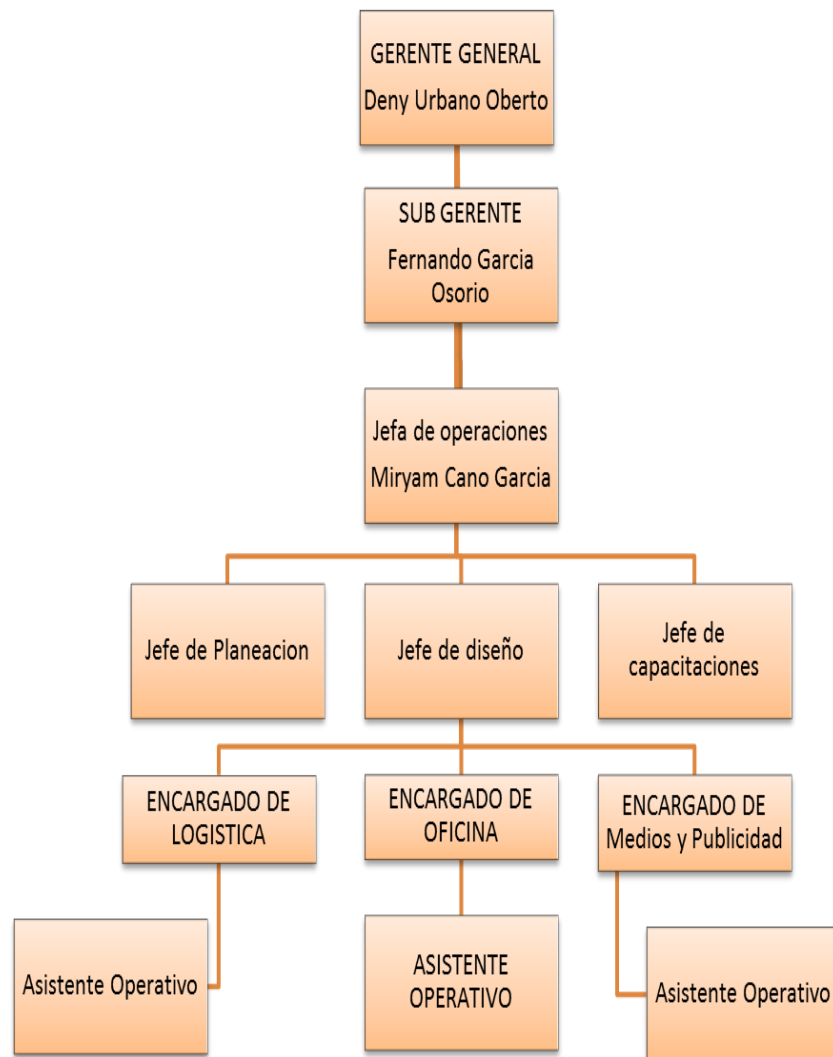 GERENTE GENERAL
Deny Urbano Oberto
SUB GERENTE
Fernando Garcia
Osorio
Jefa de operaciones
Miryam Cano Garcia
Jefe de Planeacion
Jefe de diseño
Jefe de
capacitaciones
ENCARGADO DE
LOGISTICA
ENCARGADO DE
OFICINA
ENCARGADO DE
Medios y Publicidad
Asistente Operativo
ASISTENTE
OPERATIVO
Asistente Operativo